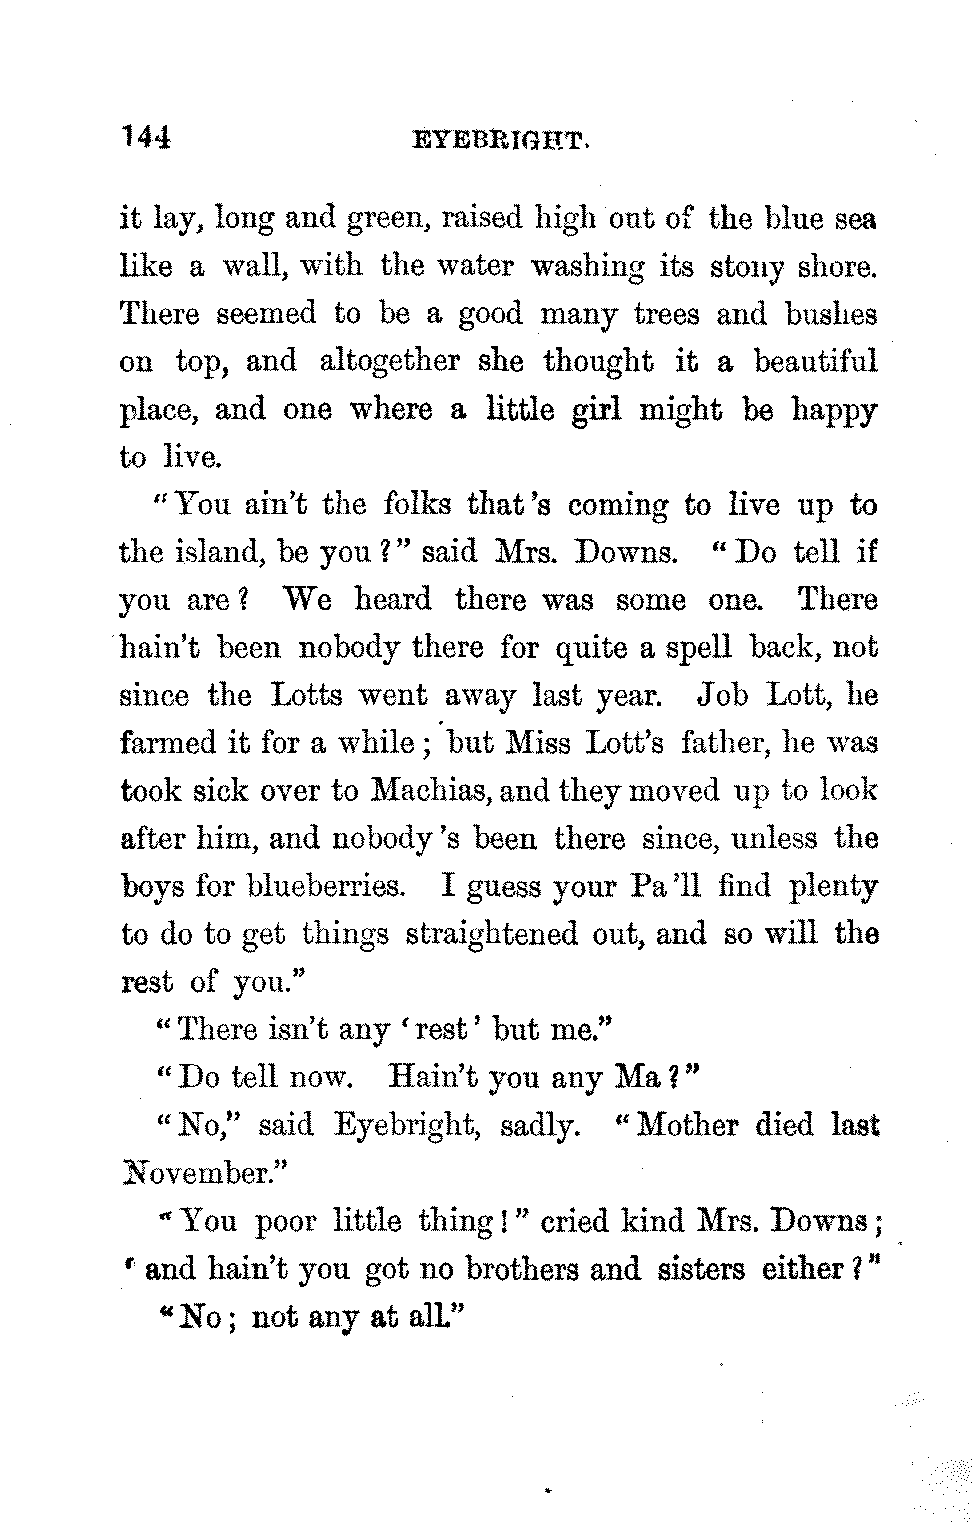 144 EYEBRIGHT.
it lay, long and green, raised high out of the blue sea
like a wall, with the water washing its stony shore.
There seemed to be a good many trees and bushes
on top, and altogether she thought it a beautiful
place, and one where a little girl might be happy
to live.
"You ain't the folks that's coming to live up to
the island, be you?" said Mrs. Downs. "Do tell if
you are? We heard there was some one. There
hain't been nobody there for quite a spell back, not
since the Lotts went away last year. Job Lott, he
farmed it for a while; but Miss Lott's father, he was
took sick over to Machias, and they moved up to look
after him, and nobody's been there since, unless the
boys for blueberries. I guess your Pa'll find plenty
to do to get things straightened out, and so will the
rest of you."
"There isn't any 'rest' but me."
"Do tell now. Hain't you any Ma?"
"No," said Eyebright, sadly. "Mother died last
November."
"You poor little thing!" cried kind Mrs. Downs;
"and hain't you got no brothers and sisters either?"
"No; not any at all."